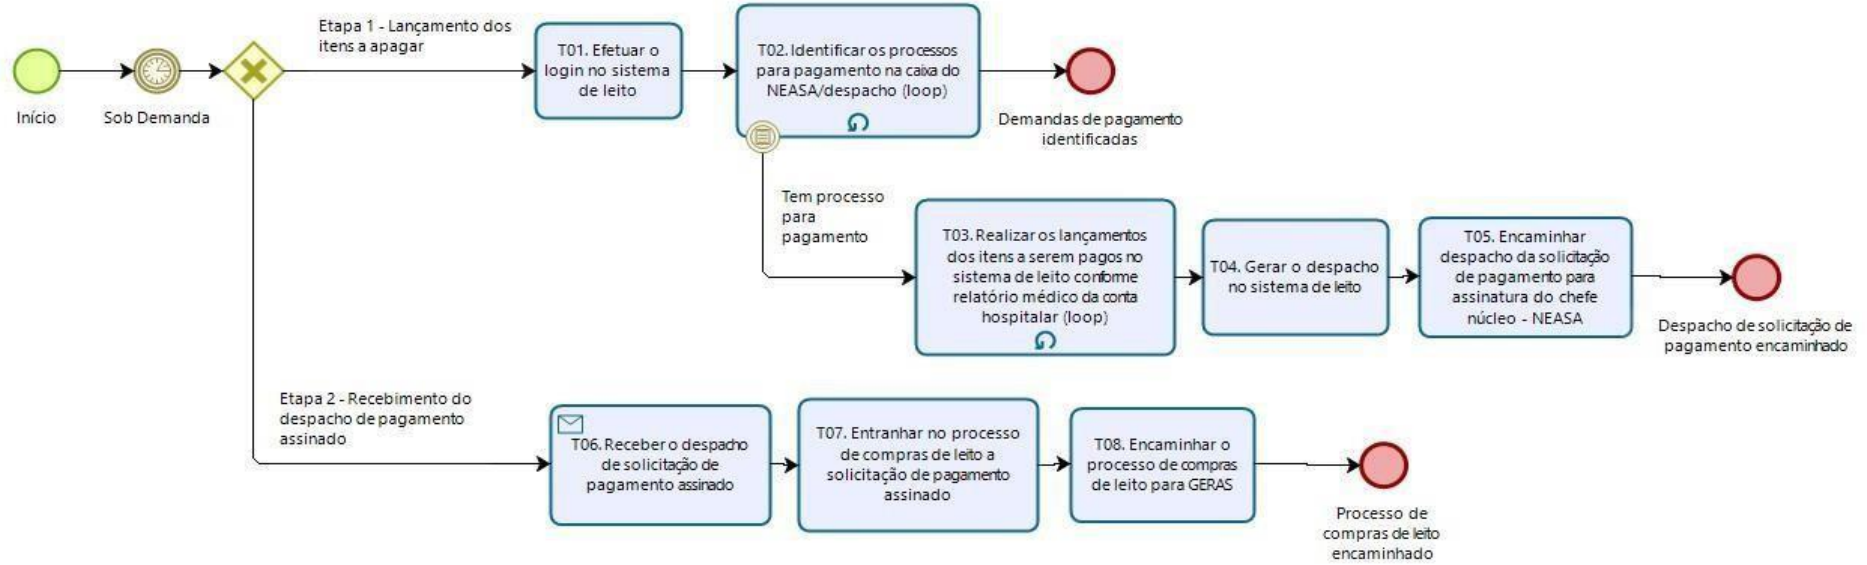 Início
Sob Demanda
Etapa 1 - Lançamento dos
itens a apagar
T01. Efetuar o
login no sistema
de leito
T02. Identificar os processos
para pagamento na caixa do
NEASA/despacho (loop)
Demandas de pagamento
identificadas
Tem processo
para
pagamento
T03. Realizar os lançamentos
dos itens a serem pagos no
sistema de leito conforme
relatório médico da conta
hospitalar (loop)
T04. Gerar o despacho
no sistema de leito
T05. Encaminhar
despacho da solicitação
de pagamento para
assinatura do chefe
núcleo - NEASA
Despacho de solicitação de
pagamento encaminhado
Etapa 2 - Recebimento do
despacho de pagamento
assinado
T06. Receber o despacho
de solicitação de
pagamento assinado
T07. Entranhar no processo
de compras de leito a
solicitação de pagamento
assinado
T08. Encaminhar o
processo de compras
de leito para GERAS
Processo de
compras de leito
encaminhado